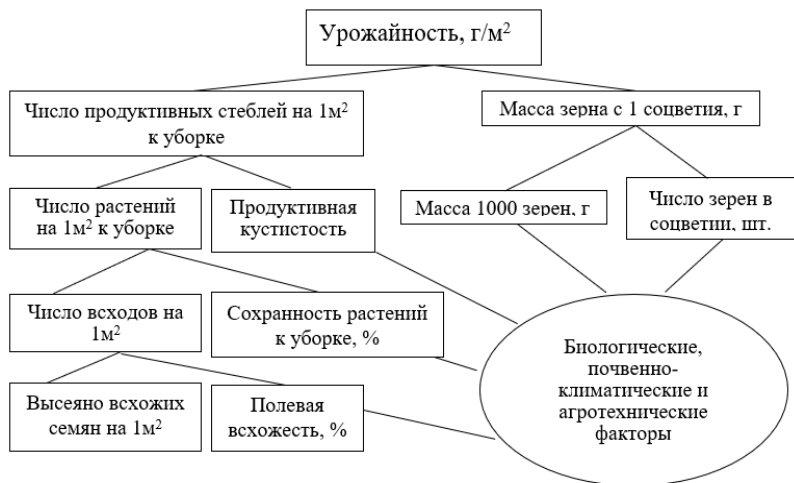 Урожайность, г/м²
Число продуктивных стеблей на 1м²
к уборке
Масса зерна с 1 соцветия, г
Число растений
на 1м² к уборке
Продуктивная
кустистость
Масса 1000 зерен, г
Число зерен в
соцветии, шт.
Число всходов на
1м²
Сохранность растений
к уборке, %
Биологические,
почвенно-
климатические и
агротехнические
факторы
Высеяно всхожих
семян на 1м²
Полевая
всхожесть, %